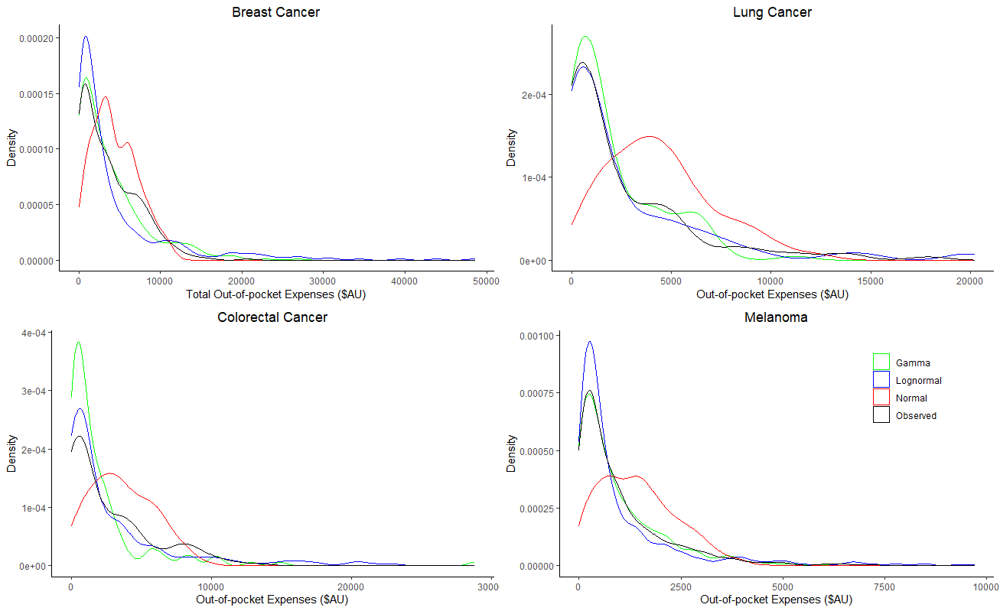 Breast Cancer
0.00020
0.00015
0.00010
0.00005
0.00000
Density
0 10000 20000 30000 40000 50000
Total Out-of-pocket Expenses ($AU)
Lung Cancer
2e-04
1e-04
0e+00
Density
0 5000 10000 15000 20000
Out-of-pocket Expenses ($AU)
Colorectal Cancer
4e-04
3e-04
2e-04
1e-04
0e+00
Density
0 10000 20000 3000
Out-of-pocket Expenses ($AU)
Melanoma
0.00100
0.00075
0.00050
0.00025
0.00000
Density
0 2500 5000 7500 10000
Out-of-pocket Expenses ($AU)
Gamma
Lognormal
Normal
Observed